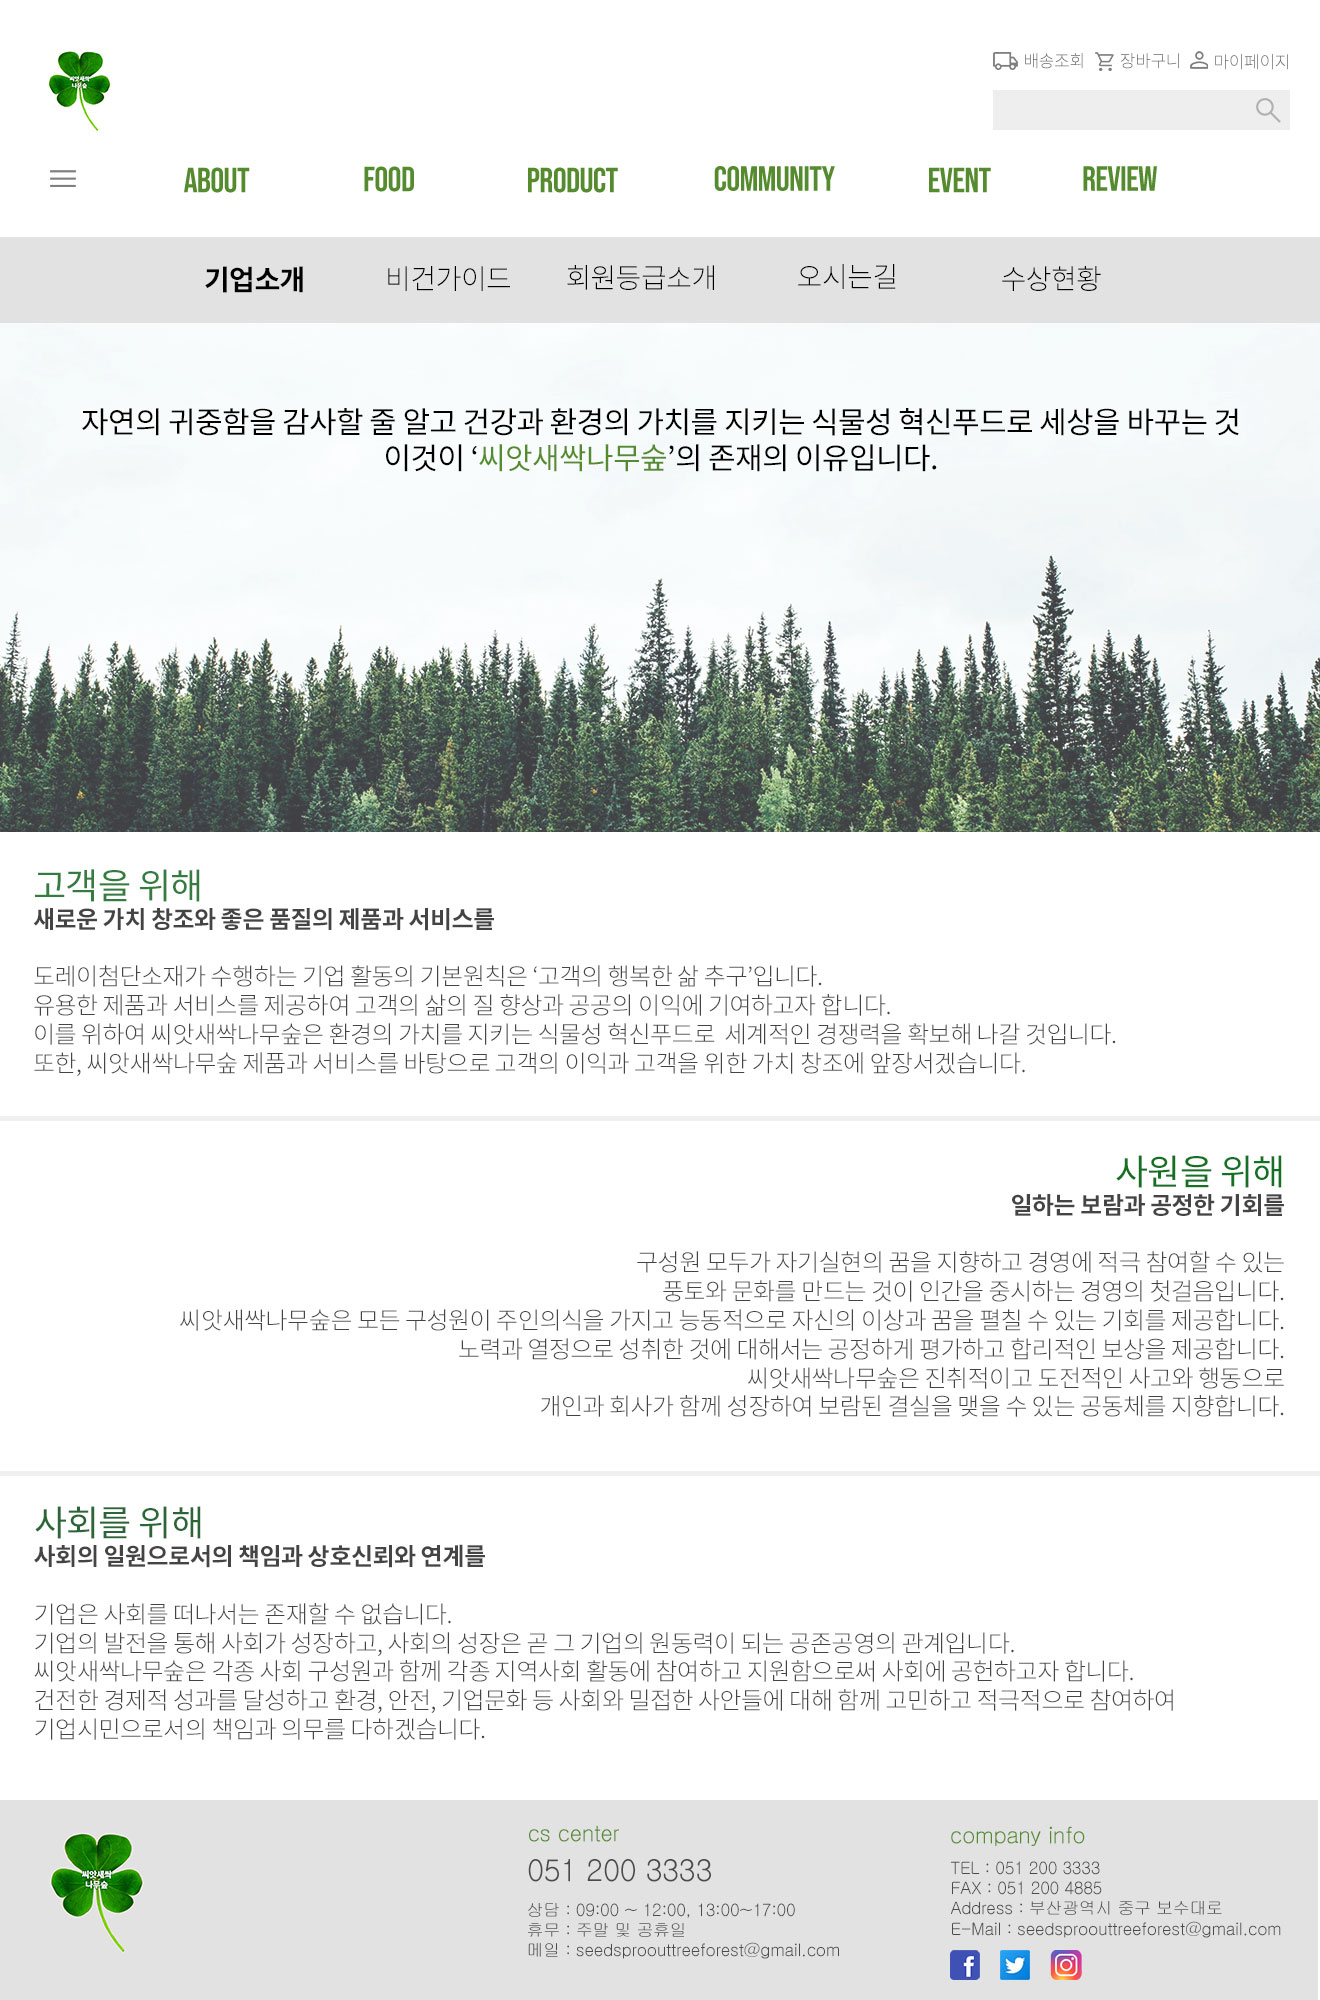 씨앗새싹
나무숲
배송조회 장바구니 마이페이지
ABOUT FOOD PRODUCT COMMUNITY EVENT REVIEW
기업소개 비건가이드 회원등급소개 오시는길 수상현황
자연의 귀중함을 감사할 줄 알고 건강과 환경의 가치를 지키는 식물성 혁신푸드로 세상을 바꾸는 것
이것이 ‘씨앗새싹나무숲’의 존재의 이유입니다.
고객을 위해
새로운 가치 창조와 좋은 품질의 제품과 서비스를
도레이첨단소재가 수행하는 기업 활동의 기본원칙은 ‘고객의 행복한 삶 추구’입니다.
유용한 제품과 서비스를 제공하여 고객의 삶의 질 향상과 공공의 이익에 기여하고자 합니다.
이를 위하여 씨앗새싹나무숲은 환경의 가치를 지키는 식물성 혁신푸드로 세계적인 경쟁력을 확보해 나갈 것입니다.
또한, 씨앗새싹나무숲 제품과 서비스를 바탕으로 고객의 이익과 고객을 위한 가치 창조에 앞장서겠습니다.
사원을 위해
일하는 보람과 공정한 기회를
구성원 모두가 자기실현의 꿈을 지향하고 경영에 적극 참여할 수 있는
풍토와 문화를 만드는 것이 인간을 중시하는 경영의 첫걸음입니다.
씨앗새싹나무숲은 모든 구성원이 주인의식을 가지고 능동적으로 자신의 이상과 꿈을 펼칠 수 있는 기회를 제공합니다.
노력과 열정으로 성취한 것에 대해서는 공정하게 평가하고 합리적인 보상을 제공합니다.
씨앗새싹나무숲은 진취적이고 도전적인 사고와 행동으로
개인과 회사가 함께 성장하여 보람된 결실을 맺을 수 있는 공동체를 지향합니다.
사회를 위해
사회의 일원으로서의 책임과 상호신뢰와 연계를
기업은 사회를 떠나서는 존재할 수 없습니다.
기업의 발전을 통해 사회가 성장하고, 사회의 성장은 곧 그 기업의 원동력이 되는 공존공영의 관계입니다.
씨앗새싹나무숲은 각종 사회 구성원과 함께 각종 지역사회 활동에 참여하고 지원함으로써 사회에 공헌하고자 합니다.
건전한 경제적 성과를 달성하고 환경, 안전, 기업문화 등 사회와 밀접한 사안들에 대해 함께 고민하고 적극적으로 참여하여
기업시민으로서의 책임과 의무를 다하겠습니다.
씨앗새싹
나무숲
cs center
051 200 3333
상담 : 09:00 ~ 12:00, 13:00~17:00
휴무 : 주말 및 공휴일
메일 : seedsproouttreeforest@gmail.com
company info
TEL : 051 200 3333
FAX : 051 200 4885
Address : 부산광역시 중구 보수대로
E-Mail : seedsproouttreeforest@gmail.com